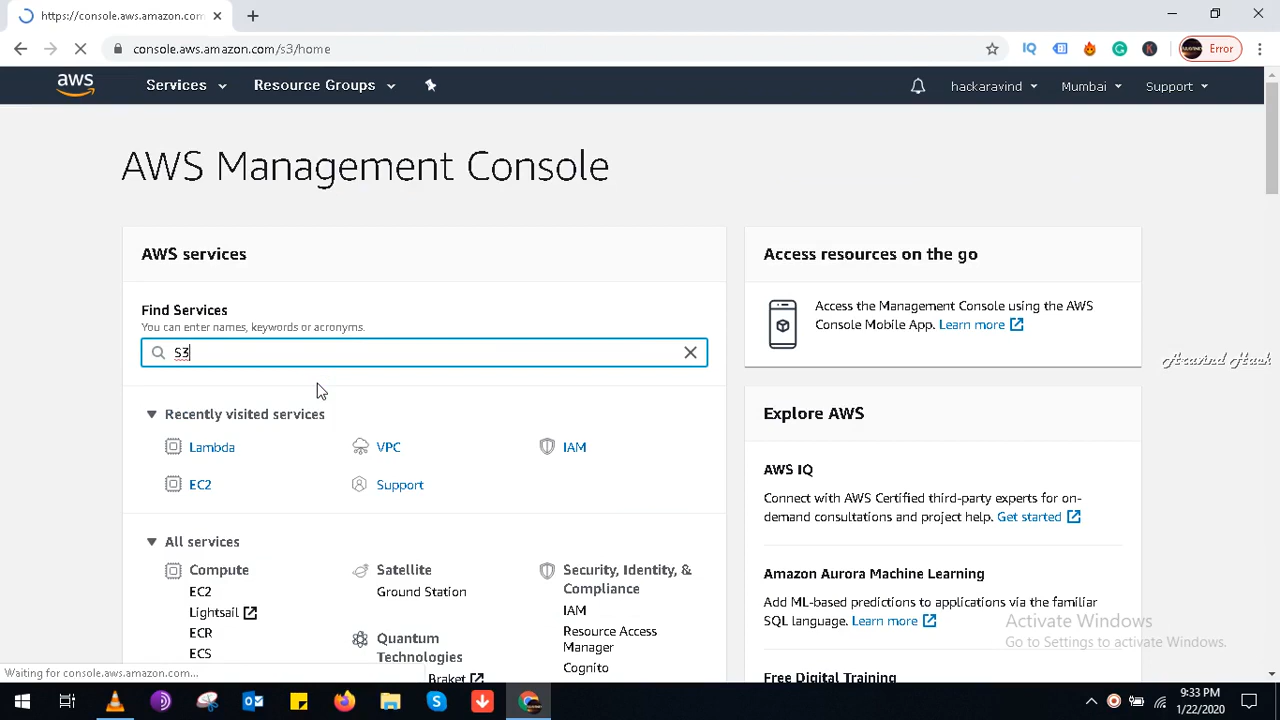 https://console.aws.amazon.com
console.aws.amazon.com/s3/home
IQ
K
Error
aws
Services
Resource Groups
hackaravind
Mumbai
Support
AWS Management Console
AWS services
Find Services
You can enter names, keywords or acronyms.
S3
Recently visited services
Lambda
VPC
IAM
EC2
Support
All services
Compute
EC2
Lightsail
ECR
ECS
Satellite
Ground Station
Quantum
Technologies
Braket
Security, Identity, &
Compliance
IAM
Resource Access
Manager
Cognito
Access resources on the go
Access the Management Console using the AWS
Console Mobile App. Learn more
Aravind Hack
Explore AWS
AWS IQ
Connect with AWS Certified third-party experts for on-
demand consultations and project help. Get started
Amazon Aurora Machine Learning
Add ML-based predictions to applications via the familiar
SQL language. Learn more
Free Digital Training
Activate Windows
Go to Settings to activate Windows.
Waiting for console.aws.amazon.com...
9:33 PM
1/22/2020